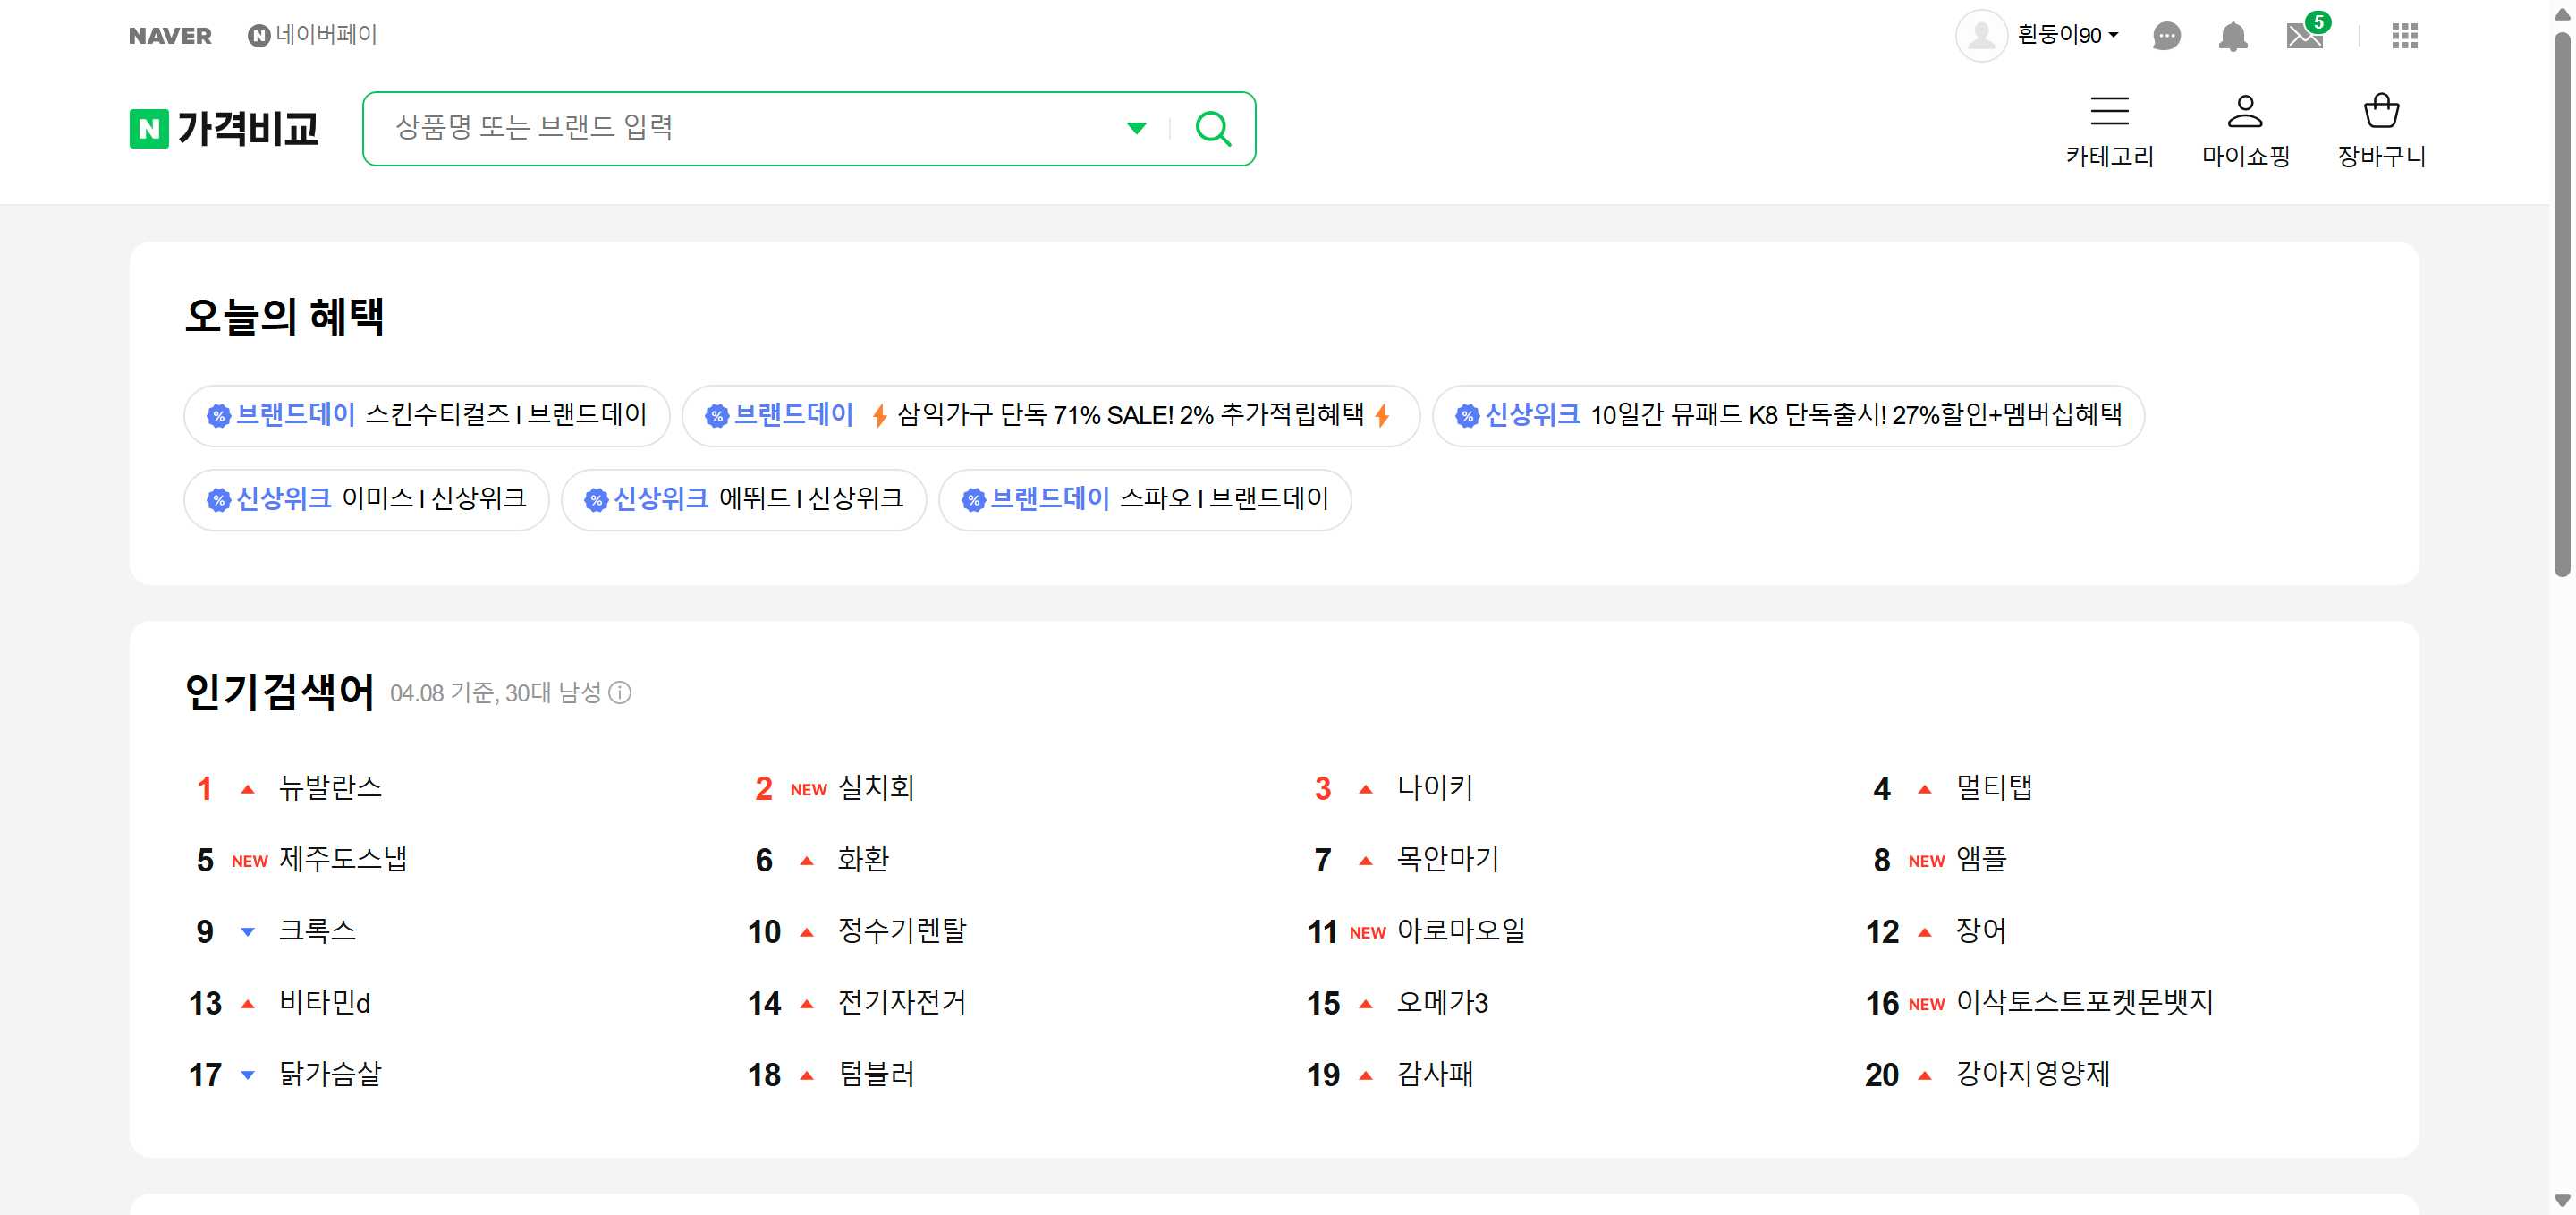 NAVER 네이버페이 흰둥이90 5
N 가격비교 상품명 또는 브랜드 입력 카테고리 마이쇼핑 장바구니
오늘의 혜택
브랜드데이 스킨수티컬즈 l 브랜드데이 브랜드데이 ⚡삼익가구 단독 71% SALE! 2% 추가적립혜택⚡ 신상위크 10일간 뮤패드 K8 단독출시! 27%할인+멤버십혜택
신상위크 이미스 l 신상위크 신상위크 에뛰드 l 신상위크 브랜드데이 스파오 l 브랜드데이
인기검색어 04.08 기준, 30대 남성
1 뉴발란스 2 NEW 실치회 3 나이키 4 멀티탭
5 NEW 제주도스냅 6 화환 7 목안마기 8 NEW 앰플
9 크록스 10 정수기렌탈 11 NEW 아로마오일 12 장어
13 비타민d 14 전기자전거 15 오메가3 16 NEW 이삭토스트포켓몬뱃지
17 닭가슴살 18 텀블러 19 감사패 20 강아지영양제